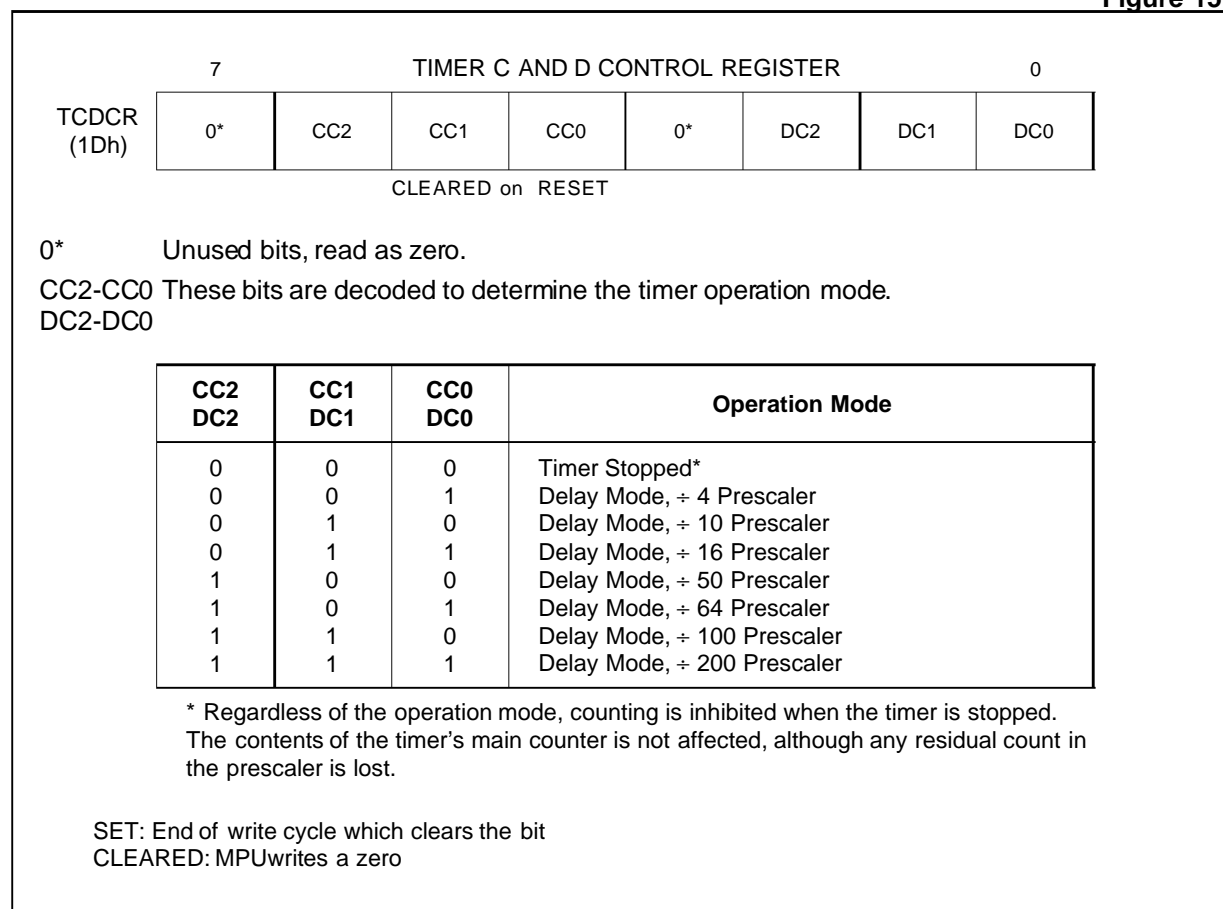 7 TIMER C AND D CONTROL REGISTER 0
TCDCR
(1Dh)
0* CC2 CC1 CC0 0* DC2 DC1 DC0
CLEARED on RESET
0* Unused bits, read as zero.
CC2-CC0 These bits are decoded to determine the timer operation mode.
DC2-DC0
CC2 CC1 CC0 Operation Mode
DC2 DC1 DC0
0 0 0 Timer Stopped*
0 0 1 Delay Mode, ÷ 4 Prescaler
0 1 0 Delay Mode, ÷ 10 Prescaler
0 1 1 Delay Mode, ÷ 16 Prescaler
1 0 0 Delay Mode, ÷ 50 Prescaler
1 0 1 Delay Mode, ÷ 64 Prescaler
1 1 0 Delay Mode, ÷ 100 Prescaler
1 1 1 Delay Mode, ÷ 200 Prescaler
* Regardless of the operation mode, counting is inhibited when the timer is stopped.
The contents of the timer's main counter is not affected, although any residual count in
the prescaler is lost.
SET: End of write cycle which clears the bit
CLEARED: MPUwrites a zero